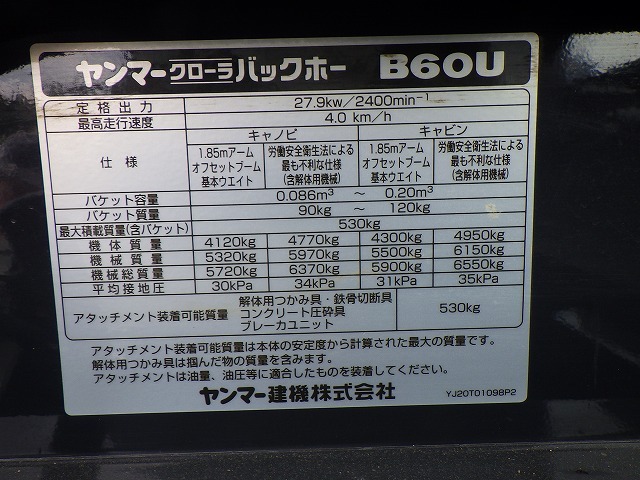 ヤンマークローラバックホー B60U
定格出力 27.9kw/2400min⁻¹
最高走行速度 4.0 km/h
仕様 キャノピ キャビン
1.85mアーム 労働安全衛生法による 1.85mアーム 労働安全衛生法による
オフセットブーム 最も不利な仕様 オフセットブーム 最も不利な仕様
基本ウエイト (含解体用機械) 基本ウエイト (含解体用機械)
バケット容量 0.086m³ ～ 0.20m³
バケット質量 90kg ～ 120kg
最大積載質量(含バケット) 530kg
機体質量 4120kg 4770kg 4300kg 4950kg
機械質量 5320kg 5970kg 5500kg 6150kg
機械総質量 5720kg 6370kg 5900kg 6550kg
平均接地圧 30kPa 34kPa 31kPa 35kPa
アタッチメント装着可能質量 解体用つかみ具・鉄骨切断具 530kg
コンクリート圧砕具
ブレーカユニット
アタッチメント装着可能質量は本体の安定度から計算された最大の質量です。
解体用つかみ具は掴んだ物の質量を含みます。
アタッチメントは油量、油圧等に適合したものを装着してください。
ヤンマー建機株式会社 YJ20T01098P2